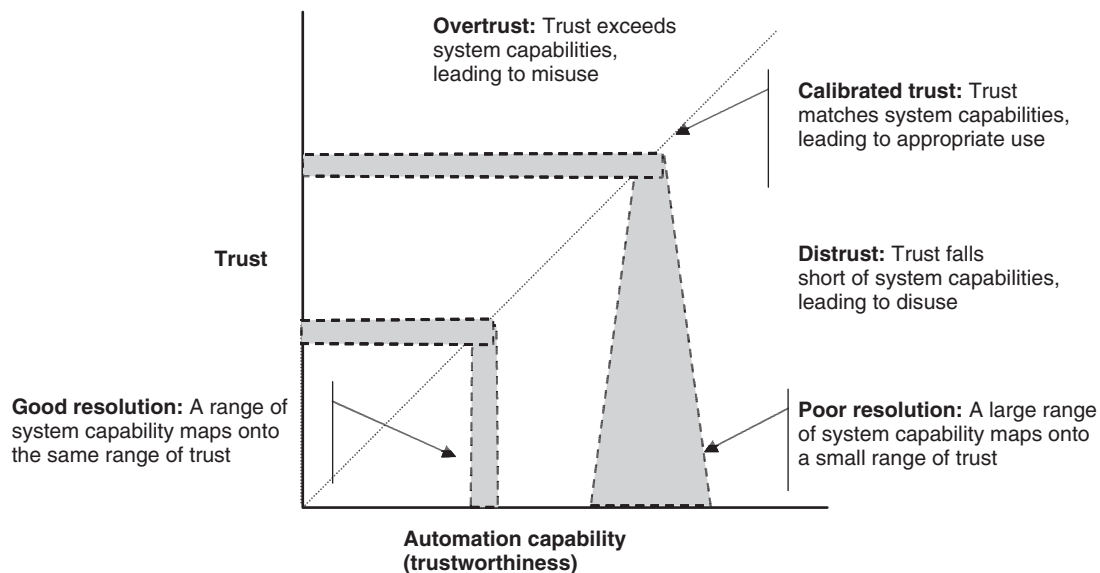 Overtrust: Trust exceeds
system capabilities,
leading to misuse
Calibrated trust: Trust
matches system capabilities,
leading to appropriate use
Trust
Distrust: Trust falls
short of system capabilities,
leading to disuse
Good resolution: A range of
system capability maps onto
the same range of trust
Poor resolution: A large range
of system capability maps onto
a small range of trust
Automation capability
(trustworthiness)